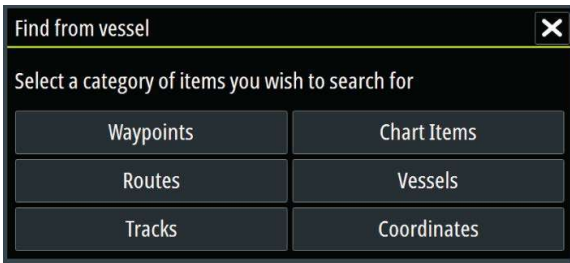 Find from vessel
Select a category of items you wish to search for
Waypoints
Chart Items
Routes
Vessels
Tracks
Coordinates